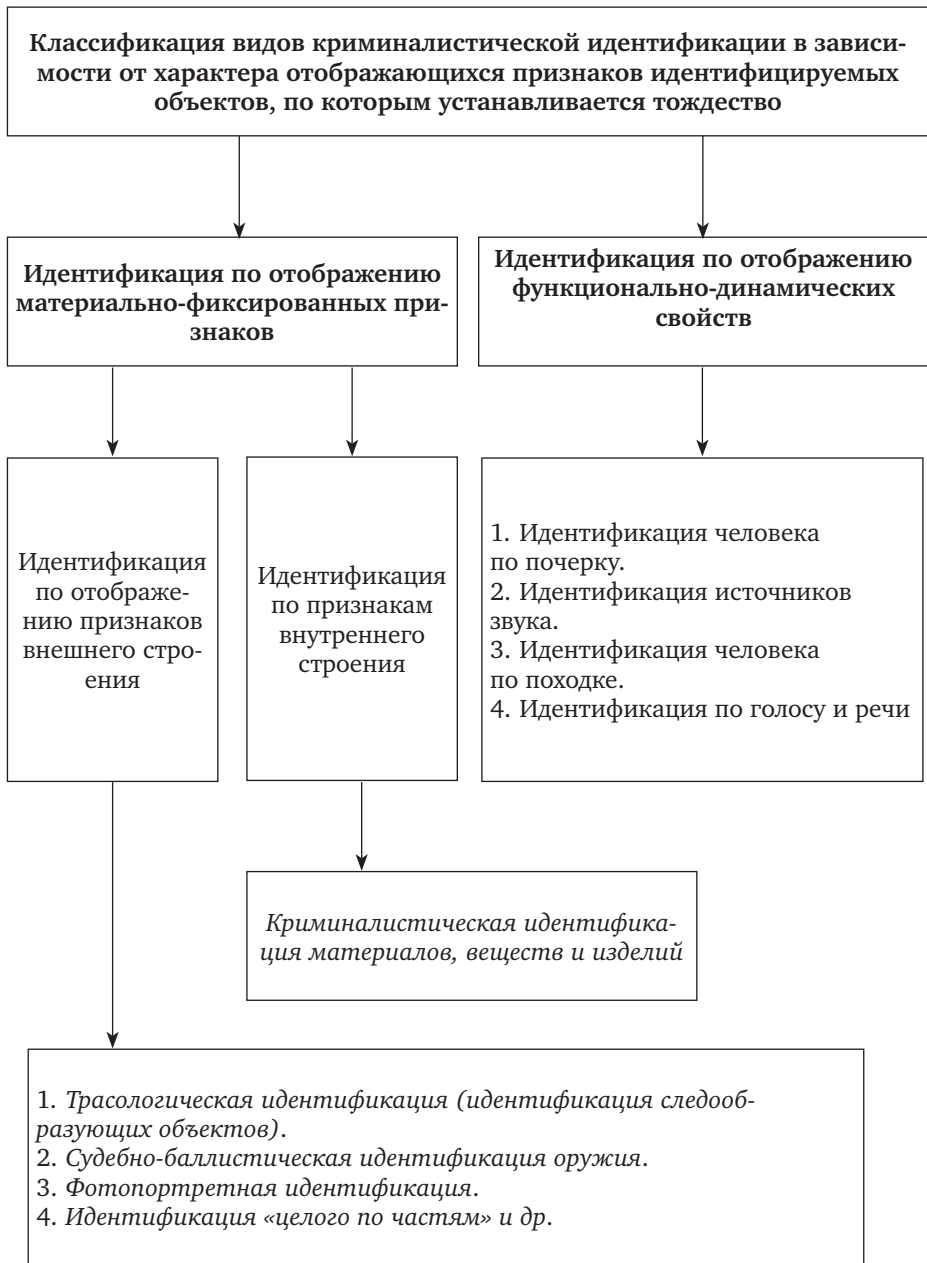 Классификация видов криминалистической идентификации в зависи-
мости от характера отображающихся признаков идентифицируемых
объектов, по которым устанавливается тождество
Идентификация по отображению
материально-фиксированных при-
знаков
Идентификация по отображению
функционально-динамических
свойств
Идентификация
по отображе-
нию признаков
внешнего стро-
ения
Идентификация
по признакам
внутреннего
строения
1. Идентификация человека
по почерку.
2. Идентификация источников
звука.
3. Идентификация человека
по походке.
4. Идентификация по голосу и речи
Криминалистическая идентифика-
ция материалов, веществ и изделий
1. Трасологическая идентификация (идентификация следооб-
разующих объектов).
2. Судебно-баллистическая идентификация оружия.
3. Фотопортретная идентификация.
4. Идентификация «целого по частям» и др.